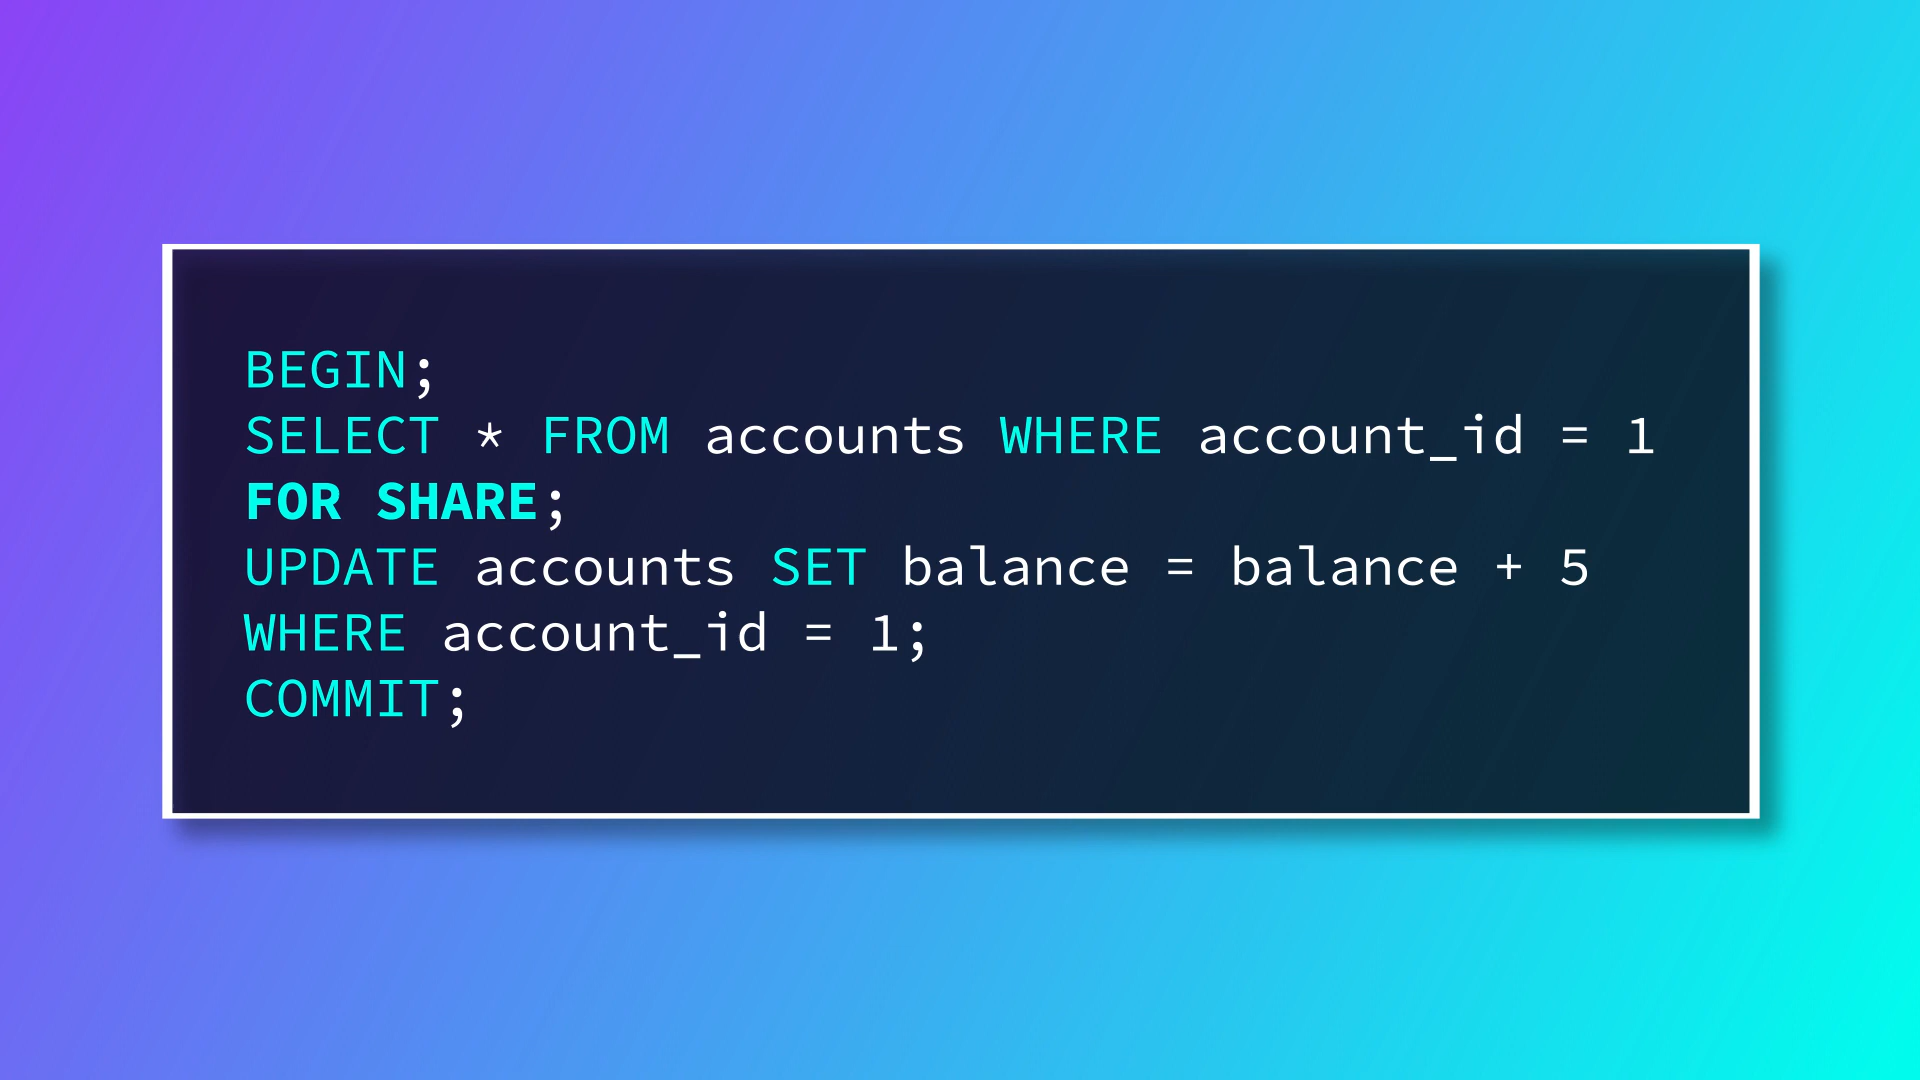 BEGIN;
SELECT * FROM accounts WHERE account_id = 1
FOR SHARE;
UPDATE accounts SET balance = balance + 5
WHERE account_id = 1;
COMMIT;